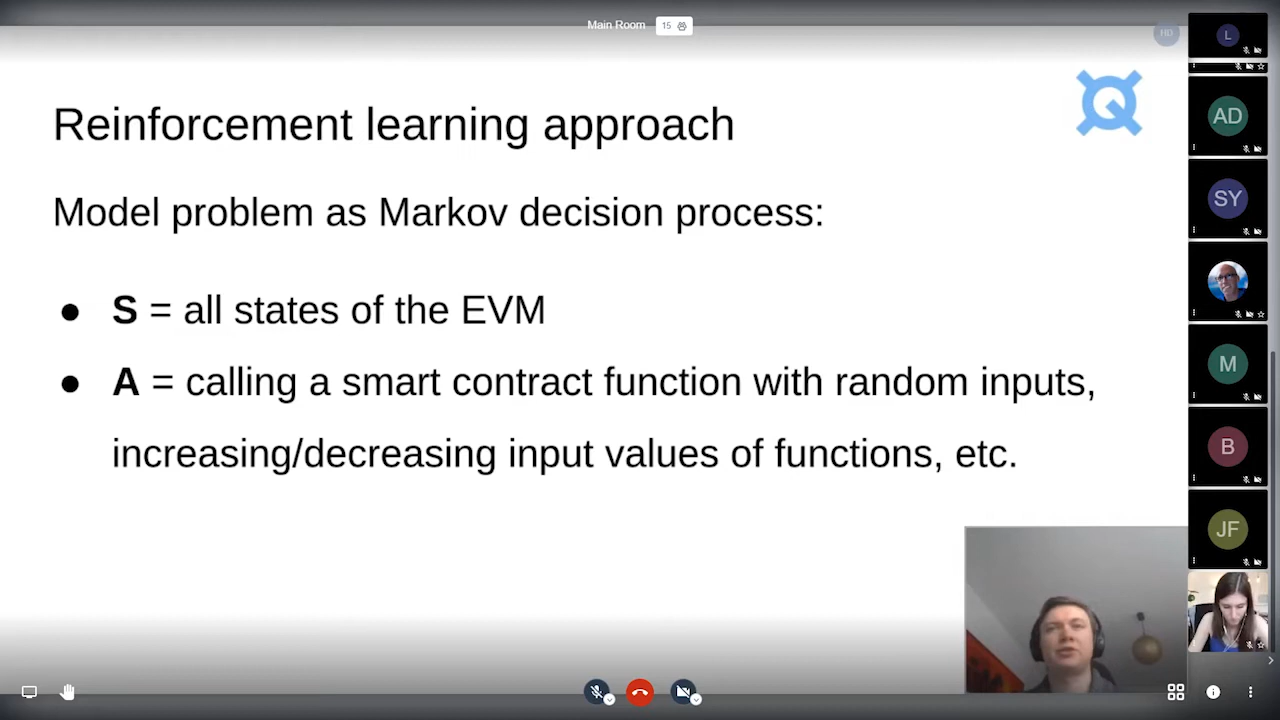 Main Room 15
HD
L
Reinforcement learning approach
AD
Model problem as Markov decision process:
SY
● S = all states of the EVM
● A = calling a smart contract function with random inputs,
M
increasing/decreasing input values of functions, etc.
B
JF